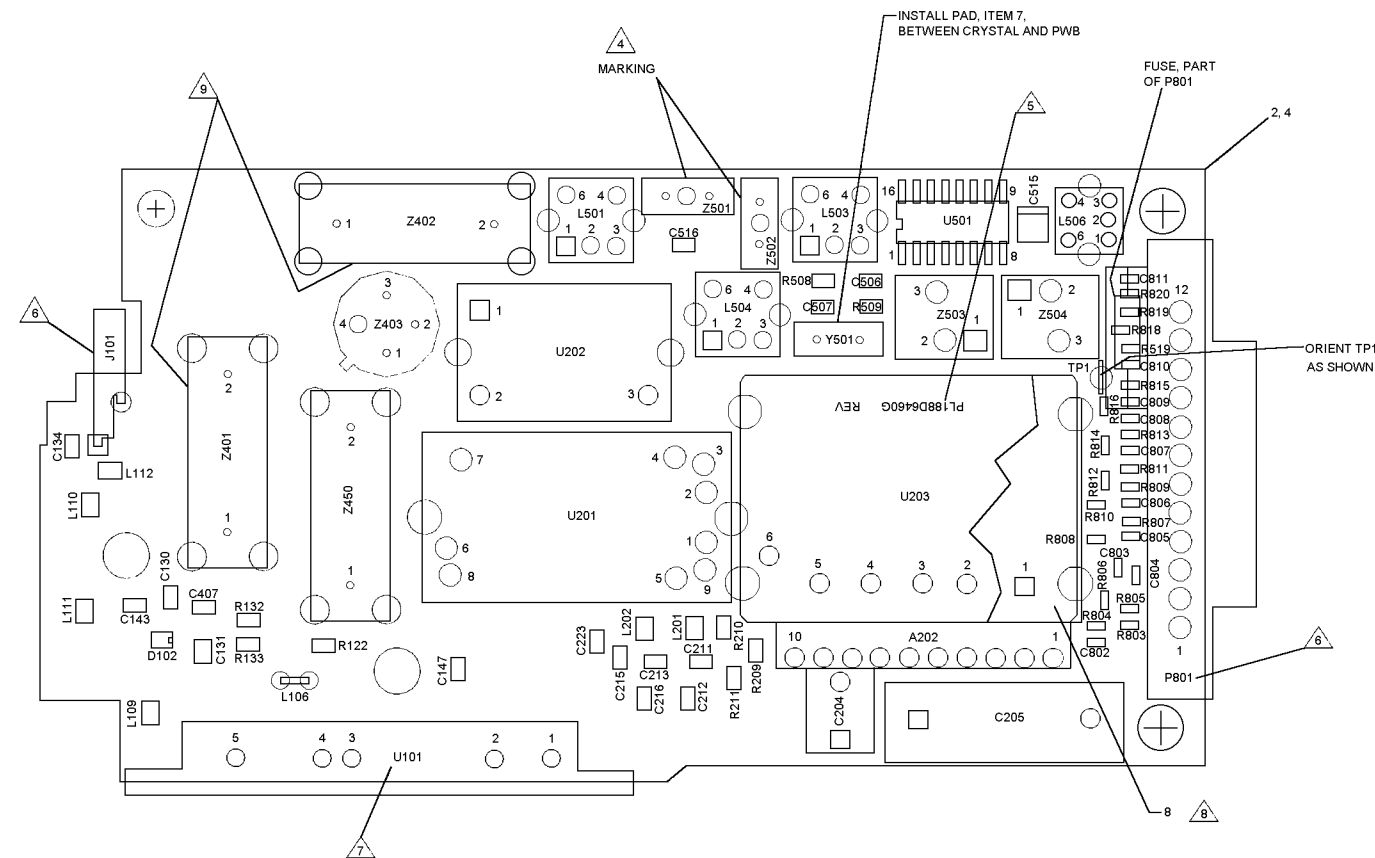 INSTALL PAD, ITEM 7,
BETWEEN CRYSTAL AND PWB
4
MARKING
FUSE, PART
OF P801
9
5
2, 4
16
9
C515
6 4
L501
1 2 3
Z501
Z502
6 4
L503
1 2 3
U501
1
8
4 3
L506 2
6 1
1 Z402 2
C516
R508
C506
C507
R509
6 4
L504
1 2 3
Y501
3
Z503 1
2
2
1 Z504
3
C811
R820
12
R819
R818
R519
C810
R815
C809
R816
C808
R813
R814
C807
R811
R812
R809
C806
R810
R807
C805
R808
C803
R806
C804
R805
R804
R803
C802
1
P801
6
TP1
ORIENT TP1
AS SHOWN
6
J101
3
4 Z403 2
1
1
U202
2 3
2
Z401
1
2
Z450
1
7
4 3
2
U201
6
8
1
5
9
REV PL188D6460G
U203
6
5 4 3 2 1
C134
L112
L110
C130
L111
C143
C407
R132
D102
C131
R133
R122
L106
C147
L109
C223
L202
L201
R210
C215
C213
C211
R209
C216
C212
R211
10 A202 1
C204
C205
5 4 3 2 1
U101
7
8
8